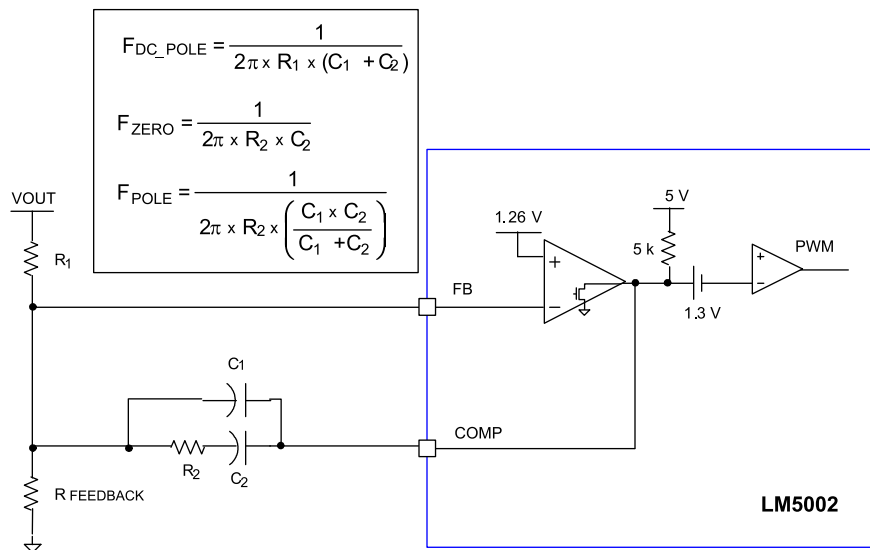 F_DC_POLE = 1 / (2π x R₁ x (C₁ + C₂))
F_ZERO = 1 / (2π x R₂ x C₂)
F_POLE = 1 / (2π x R₂ x ((C₁ x C₂) / (C₁ + C₂)))
VOUT
R₁
1.26 V
+
−
5 V
5 k
1.3 V
+
−
PWM
FB
C₁
R₂
C₂
COMP
R FEEDBACK
LM5002